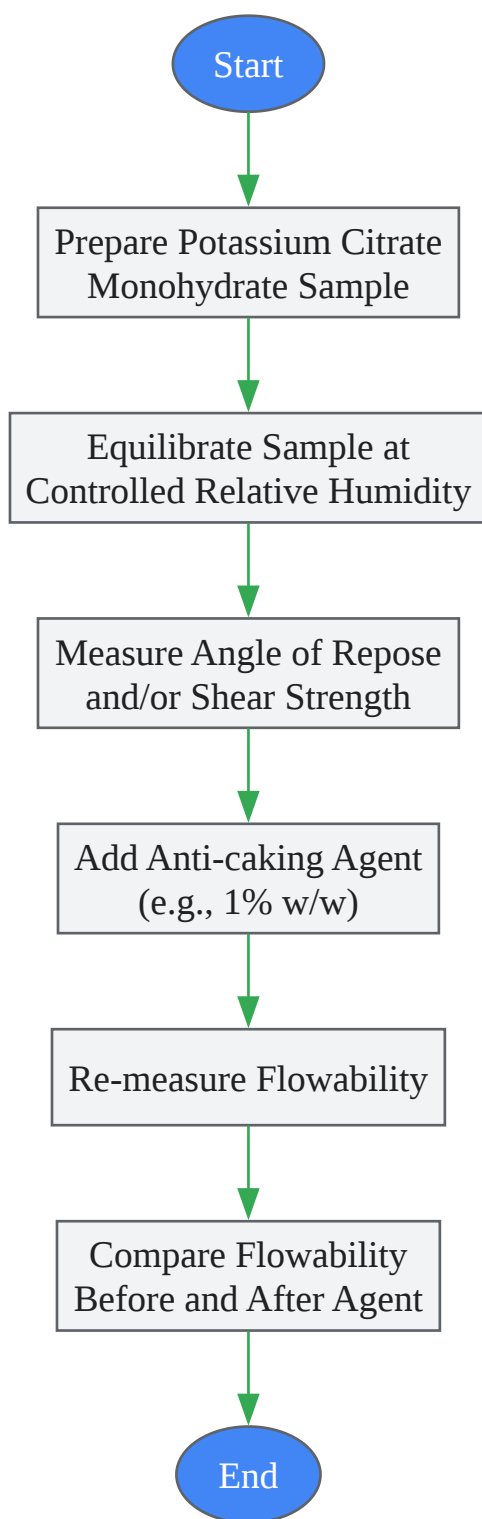 Start
Prepare Potassium Citrate
Monohydrate Sample
Equilibrate Sample at
Controlled Relative Humidity
Measure Angle of Repose
and/or Shear Strength
Add Anti-caking Agent
(e.g., 1% w/w)
Re-measure Flowability
Compare Flowability
Before and After Agent
End